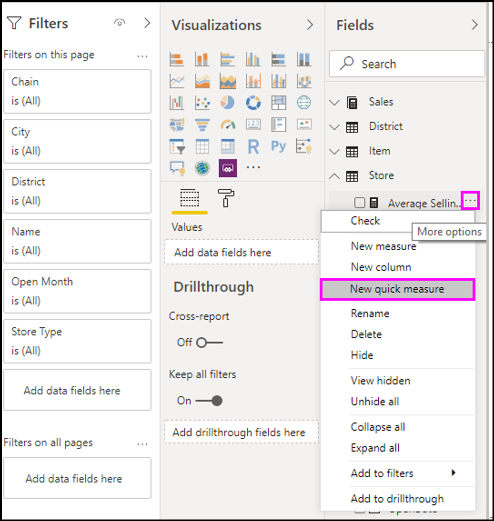 Filters
Filters on this page
...
Chain
is (All)
City
is (All)
District
is (All)
Name
is (All)
Open Month
is (All)
Store Type
is (All)
Add data fields here
Filters on all pages
...
Add data fields here
Visualizations
R
Py
...
Values
Add data fields here
Drillthrough
Cross-report
Off
Keep all filters
On
Add drillthrough fields here
Fields
Search
Sales
District
Item
Store
Average Sellin...
...
Check
More options
New measure
New column
New quick measure
Rename
Delete
Hide
View hidden
Unhide all
Collapse all
Expand all
Add to filters
Add to drillthrough